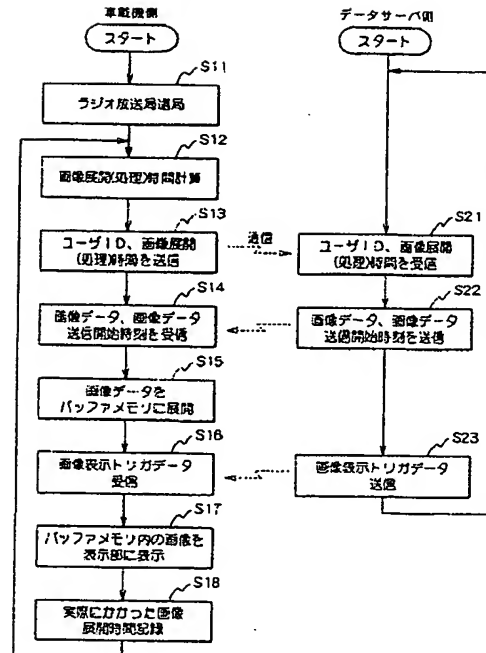 車載機側
スタート
S11
ラジオ放送局選局
S12
画像展開(処理)時間計算
S13
ユーザID、画像展開
(処理)時間を送信
通信
S14
画像データ、画像データ
送信開始時刻を受信
S15
画像データを
バッファメモリに展開
S16
画像表示トリガデータ
受信
S17
バッファメモリ内の画像を
表示部に表示
S18
実際にかかった画像
展開時間記録
データサーバ側
スタート
S21
ユーザID、画像展開
(処理)時間を受信
S22
画像データ、画像データ
送信開始時刻を送信
S23
画像表示トリガデータ
送信